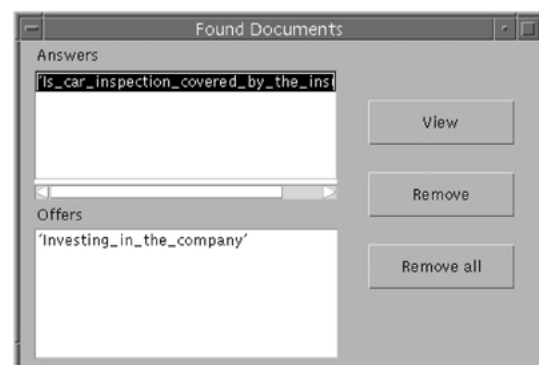 Found Documents
Answers
'Is_car_inspection_covered_by_the_ins
View
Remove
Offers
'Investing_in_the_company'
Remove all